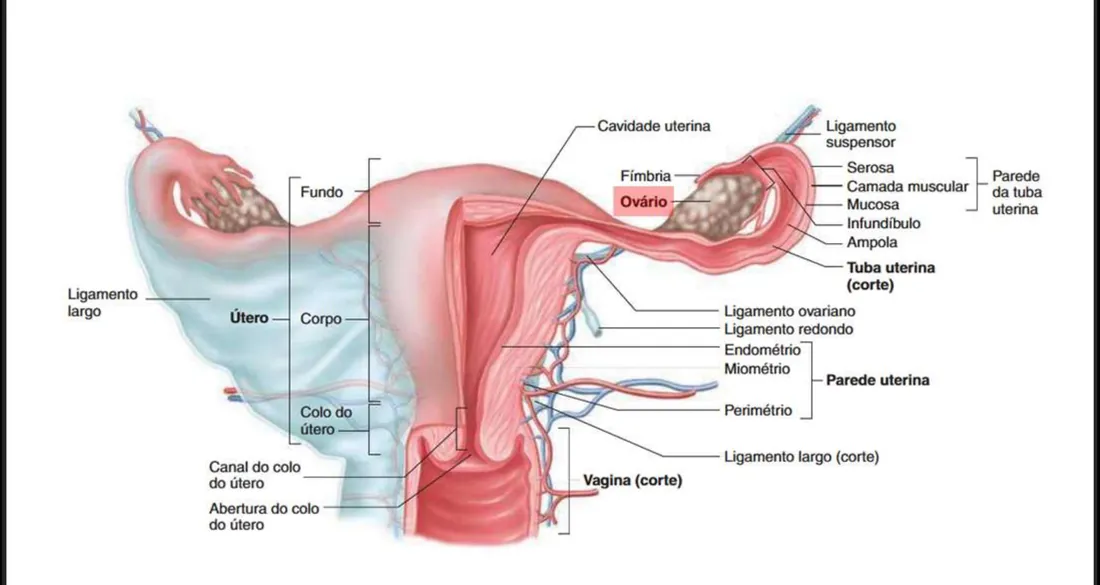 Cavidade uterina
Ligamento
suspensor
Fímbria
Ovário
Serosa
Camada muscular
Mucosa
Infundíbulo
Ampola
Parede
da tuba
uterina
Tuba uterina
(corte)
Fundo
Ligamento
largo
Útero
Corpo
Colo do
útero
Canal do colo
do útero
Abertura do colo
do útero
Ligamento ovariano
Ligamento redondo
Endométrio
Miométrio
Perimétrio
Parede uterina
Ligamento largo (corte)
Vagina (corte)